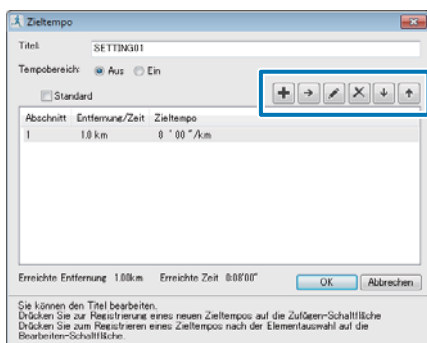 Zieltempo
Titel: SETTING01
Tempobereich: Aus Ein
Standard
Abschnitt Entfernung/Zeit Zieltempo
1 1.0 km 8 ' 00 "/km
Erreichte Entfernung 1.00km Erreichte Zeit 0:08'00"
OK Abbrechen
Sie können den Titel bearbeiten.
Drücken Sie zur Registrierung eines neuen Zieltempos auf die Zufügen-Schaltfläche
Drücken Sie zum Registrieren eines Zieltempos nach der Elementauswahl auf die
Bearbeiten-Schaltfläche.